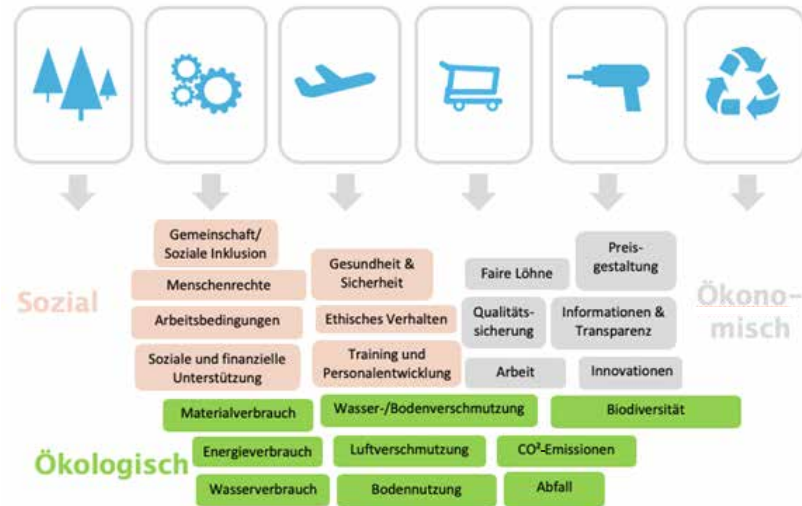 Gemeinschaft/
Soziale Inklusion
Menschenrechte
Arbeitsbedingungen
Soziale und finanzielle
Unterstützung
Gesundheit &
Sicherheit
Ethisches Verhalten
Training und
Personalentwicklung
Faire Löhne
Qualitäts-
sicherung
Arbeit
Preis-
gestaltung
Informationen &
Transparenz
Innovationen
Sozial
Ökono-
misch
Materialverbrauch
Wasser-/Bodenverschmutzung
Biodiversität
Ökologisch
Energieverbrauch
Luftverschmutzung
CO²-Emissionen
Wasserverbrauch
Bodennutzung
Abfall